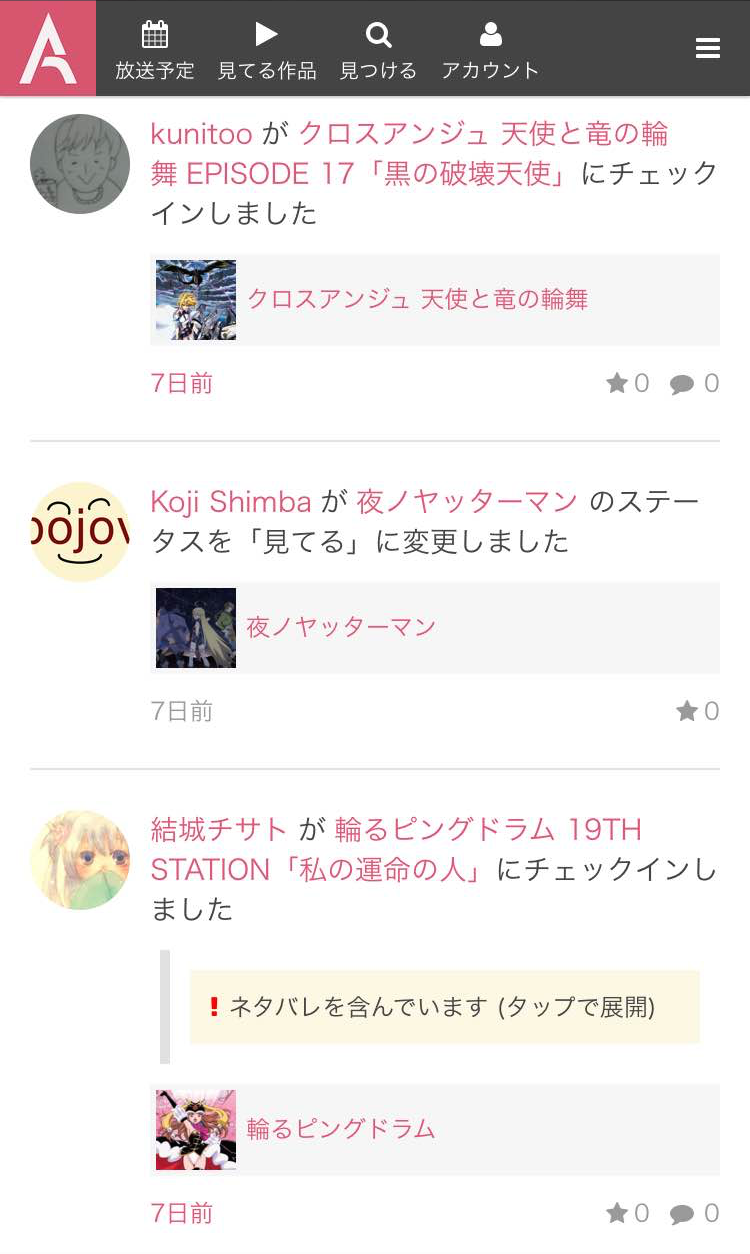 放送予定 見てる作品 見つける アカウント
kunitoo が クロスアンジュ 天使と竜の輪
舞 EPISODE 17「黒の破壊天使」にチェック
インしました
クロスアンジュ 天使と竜の輪舞
7日前 0 0
Koji Shimba が 夜ノヤッターマン のステー
タスを「見てる」に変更しました
夜ノヤッターマン
7日前 0
結城チサト が 輪るピングドラム 19TH
STATION「私の運命の人」にチェックインし
ました
ネタバレを含んでいます (タップで展開)
輪るピングドラム
7日前 0 0